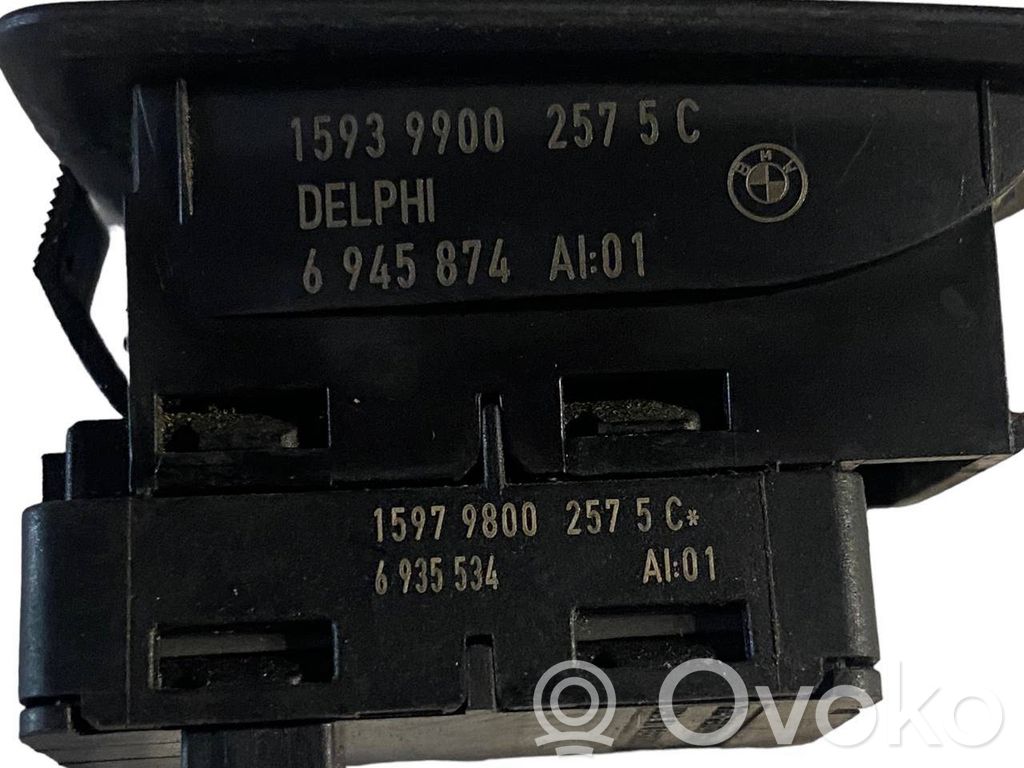 1593 9900 257 5 C
DELPHI
BMW
6 945 874 AI:01
1597 9800 257 5 C*
6 935 534 AI:01
Ovoko